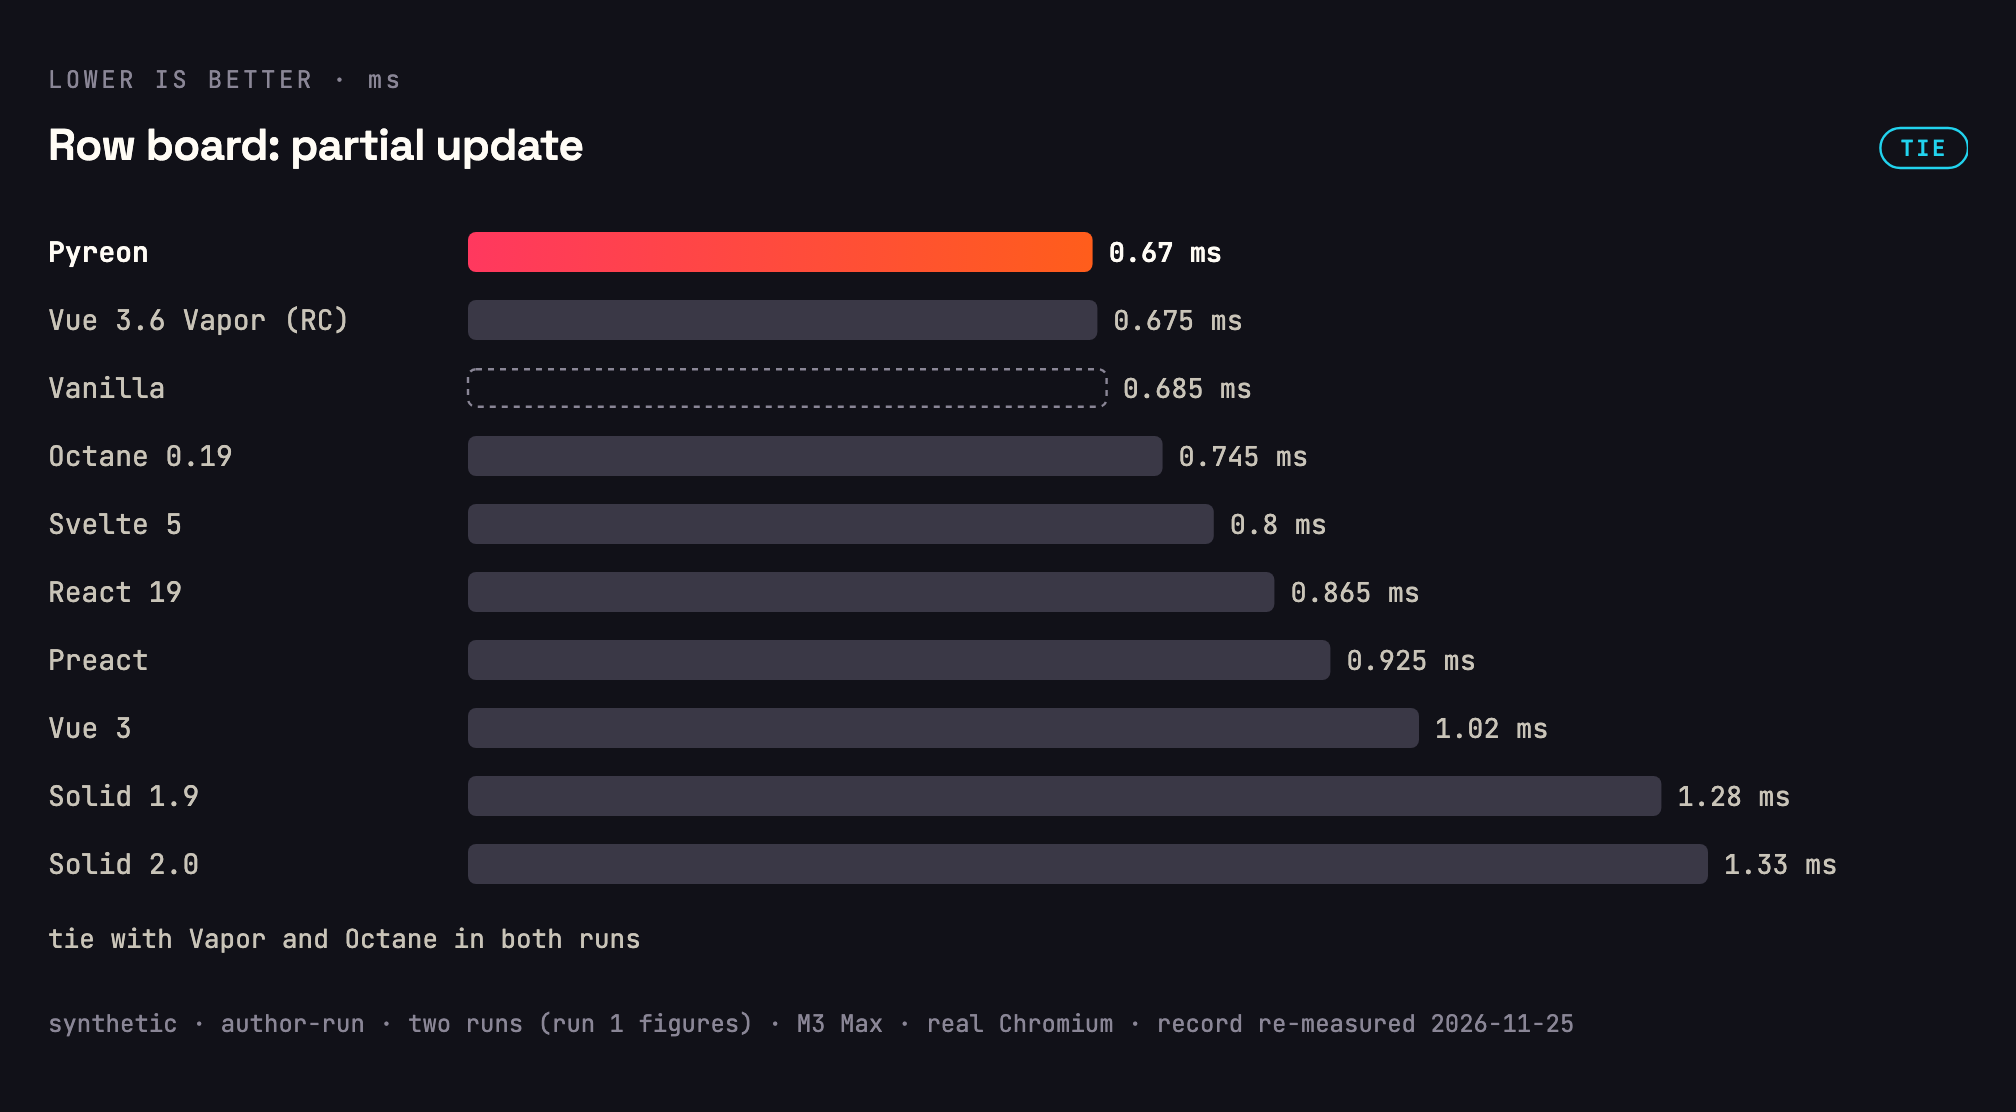 LOWER IS BETTER · ms
Row board: partial update
TIE
Pyreon 0.67 ms
Vue 3.6 Vapor (RC) 0.675 ms
Vanilla 0.685 ms
Octane 0.19 0.745 ms
Svelte 5 0.8 ms
React 19 0.865 ms
Preact 0.925 ms
Vue 3 1.02 ms
Solid 1.9 1.28 ms
Solid 2.0 1.33 ms
tie with Vapor and Octane in both runs
synthetic · author-run · two runs (run 1 figures) · M3 Max · real Chromium · record re-measured 2026-11-25